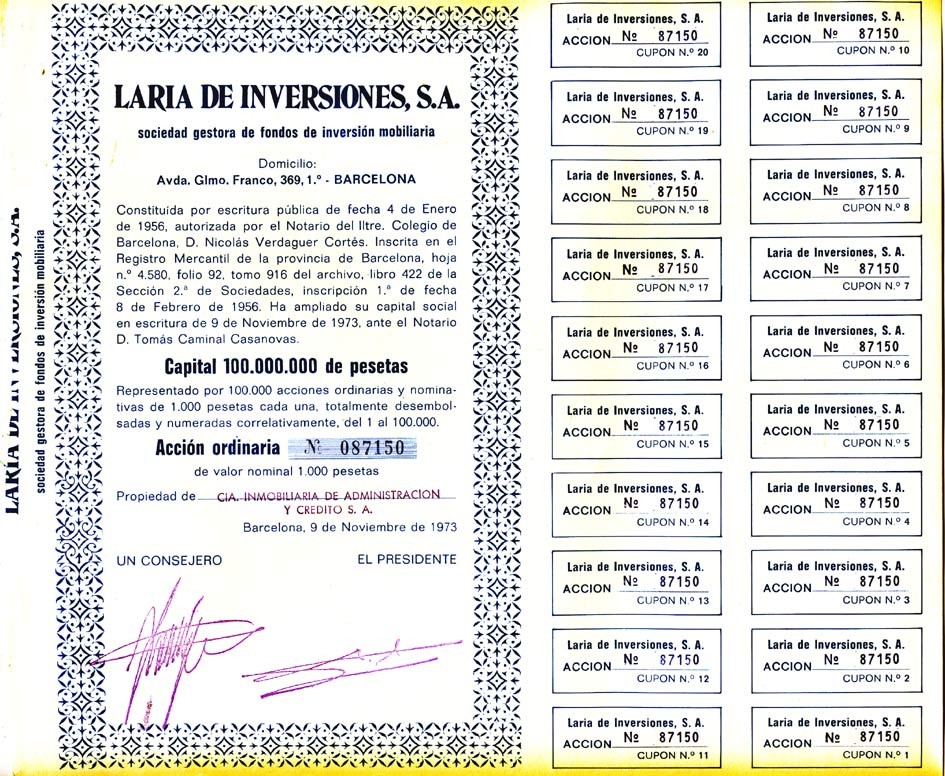 LARIA DE INVERSIONES, S.A.
sociedad gestora de fondos de inversión mobiliaria
LARIA DE INVERSIONES, S.A.
sociedad gestora de fondos de inversión mobiliaria
Domicilio:
Avda. Glmo. Franco, 369, 1.º - BARCELONA
Constituída por escritura pública de fecha 4 de Enero
de 1956, autorizada por el Notario del Iltre. Colegio de
Barcelona, D. Nicolás Verdaguer Cortés. Inscrita en el
Registro Mercantil de la provincia de Barcelona, hoja
n.º 4.580, folio 92, tomo 916 del archivo, libro 422 de la
Sección 2.ª de Sociedades, inscripción 1.ª de fecha
8 de Febrero de 1956. Ha ampliado su capital social
en escritura de 9 de Noviembre de 1973, ante el Notario
D. Tomás Caminal Casanovas.
Capital 100.000.000 de pesetas
Representado por 100.000 acciones ordinarias y nomina-
tivas de 1.000 pesetas cada una, totalmente desembol-
sadas y numeradas correlativamente, del 1 al 100.000.
Acción ordinaria Nº 087150
de valor nominal 1.000 pesetas
Propiedad de CIA. INMOBILIARIA DE ADMINISTRACION
Y CREDITO S. A.
Barcelona, 9 de Noviembre de 1973
UN CONSEJERO EL PRESIDENTE
Laria de Inversiones, S. A.
ACCION Nº 87150
CUPON N.º 20
Laria de Inversiones, S. A.
ACCION Nº 87150
CUPON N.º 10
Laria de Inversiones, S. A.
ACCION Nº 87150
CUPON N.º 19
Laria de Inversiones, S. A.
ACCION Nº 87150
CUPON N.º 9
Laria de Inversiones, S. A.
ACCION Nº 87150
CUPON N.º 18
Laria de Inversiones, S. A.
ACCION Nº 87150
CUPON N.º 8
Laria de Inversiones, S. A.
ACCION Nº 87150
CUPON N.º 17
Laria de Inversiones, S. A.
ACCION Nº 87150
CUPON N.º 7
Laria de Inversiones, S. A.
ACCION Nº 87150
CUPON N.º 16
Laria de Inversiones, S. A.
ACCION Nº 87150
CUPON N.º 6
Laria de Inversiones, S. A.
ACCION Nº 87150
CUPON N.º 15
Laria de Inversiones, S. A.
ACCION Nº 87150
CUPON N.º 5
Laria de Inversiones, S. A.
ACCION Nº 87150
CUPON N.º 14
Laria de Inversiones, S. A.
ACCION Nº 87150
CUPON N.º 4
Laria de Inversiones, S. A.
ACCION Nº 87150
CUPON N.º 13
Laria de Inversiones, S. A.
ACCION Nº 87150
CUPON N.º 3
Laria de Inversiones, S. A.
ACCION Nº 87150
CUPON N.º 12
Laria de Inversiones, S. A.
ACCION Nº 87150
CUPON N.º 2
Laria de Inversiones, S. A.
ACCION Nº 87150
CUPON N.º 11
Laria de Inversiones, S. A.
ACCION Nº 87150
CUPON N.º 1